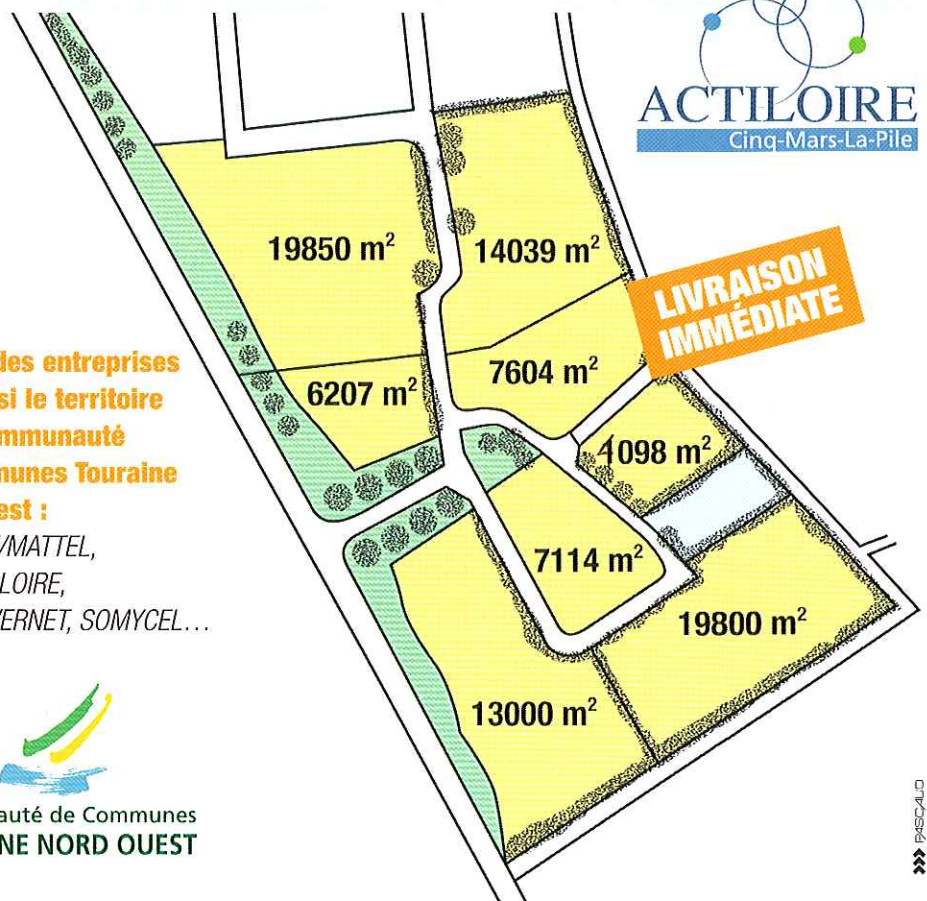 ACTILOIRE
Cinq-Mars-La-Pile
19850 m²
14039 m²
LIVRAISON
IMMÉDIATE
6207 m²
7604 m²
4098 m²
7114 m²
19800 m²
13000 m²
des entreprises
si le territoire
mmunauté
munes Touraine
est :
/MATTEL,
LOIRE,
VERNET, SOMYCEL...
auté de Communes
NE NORD OUEST
>>> PASCALID